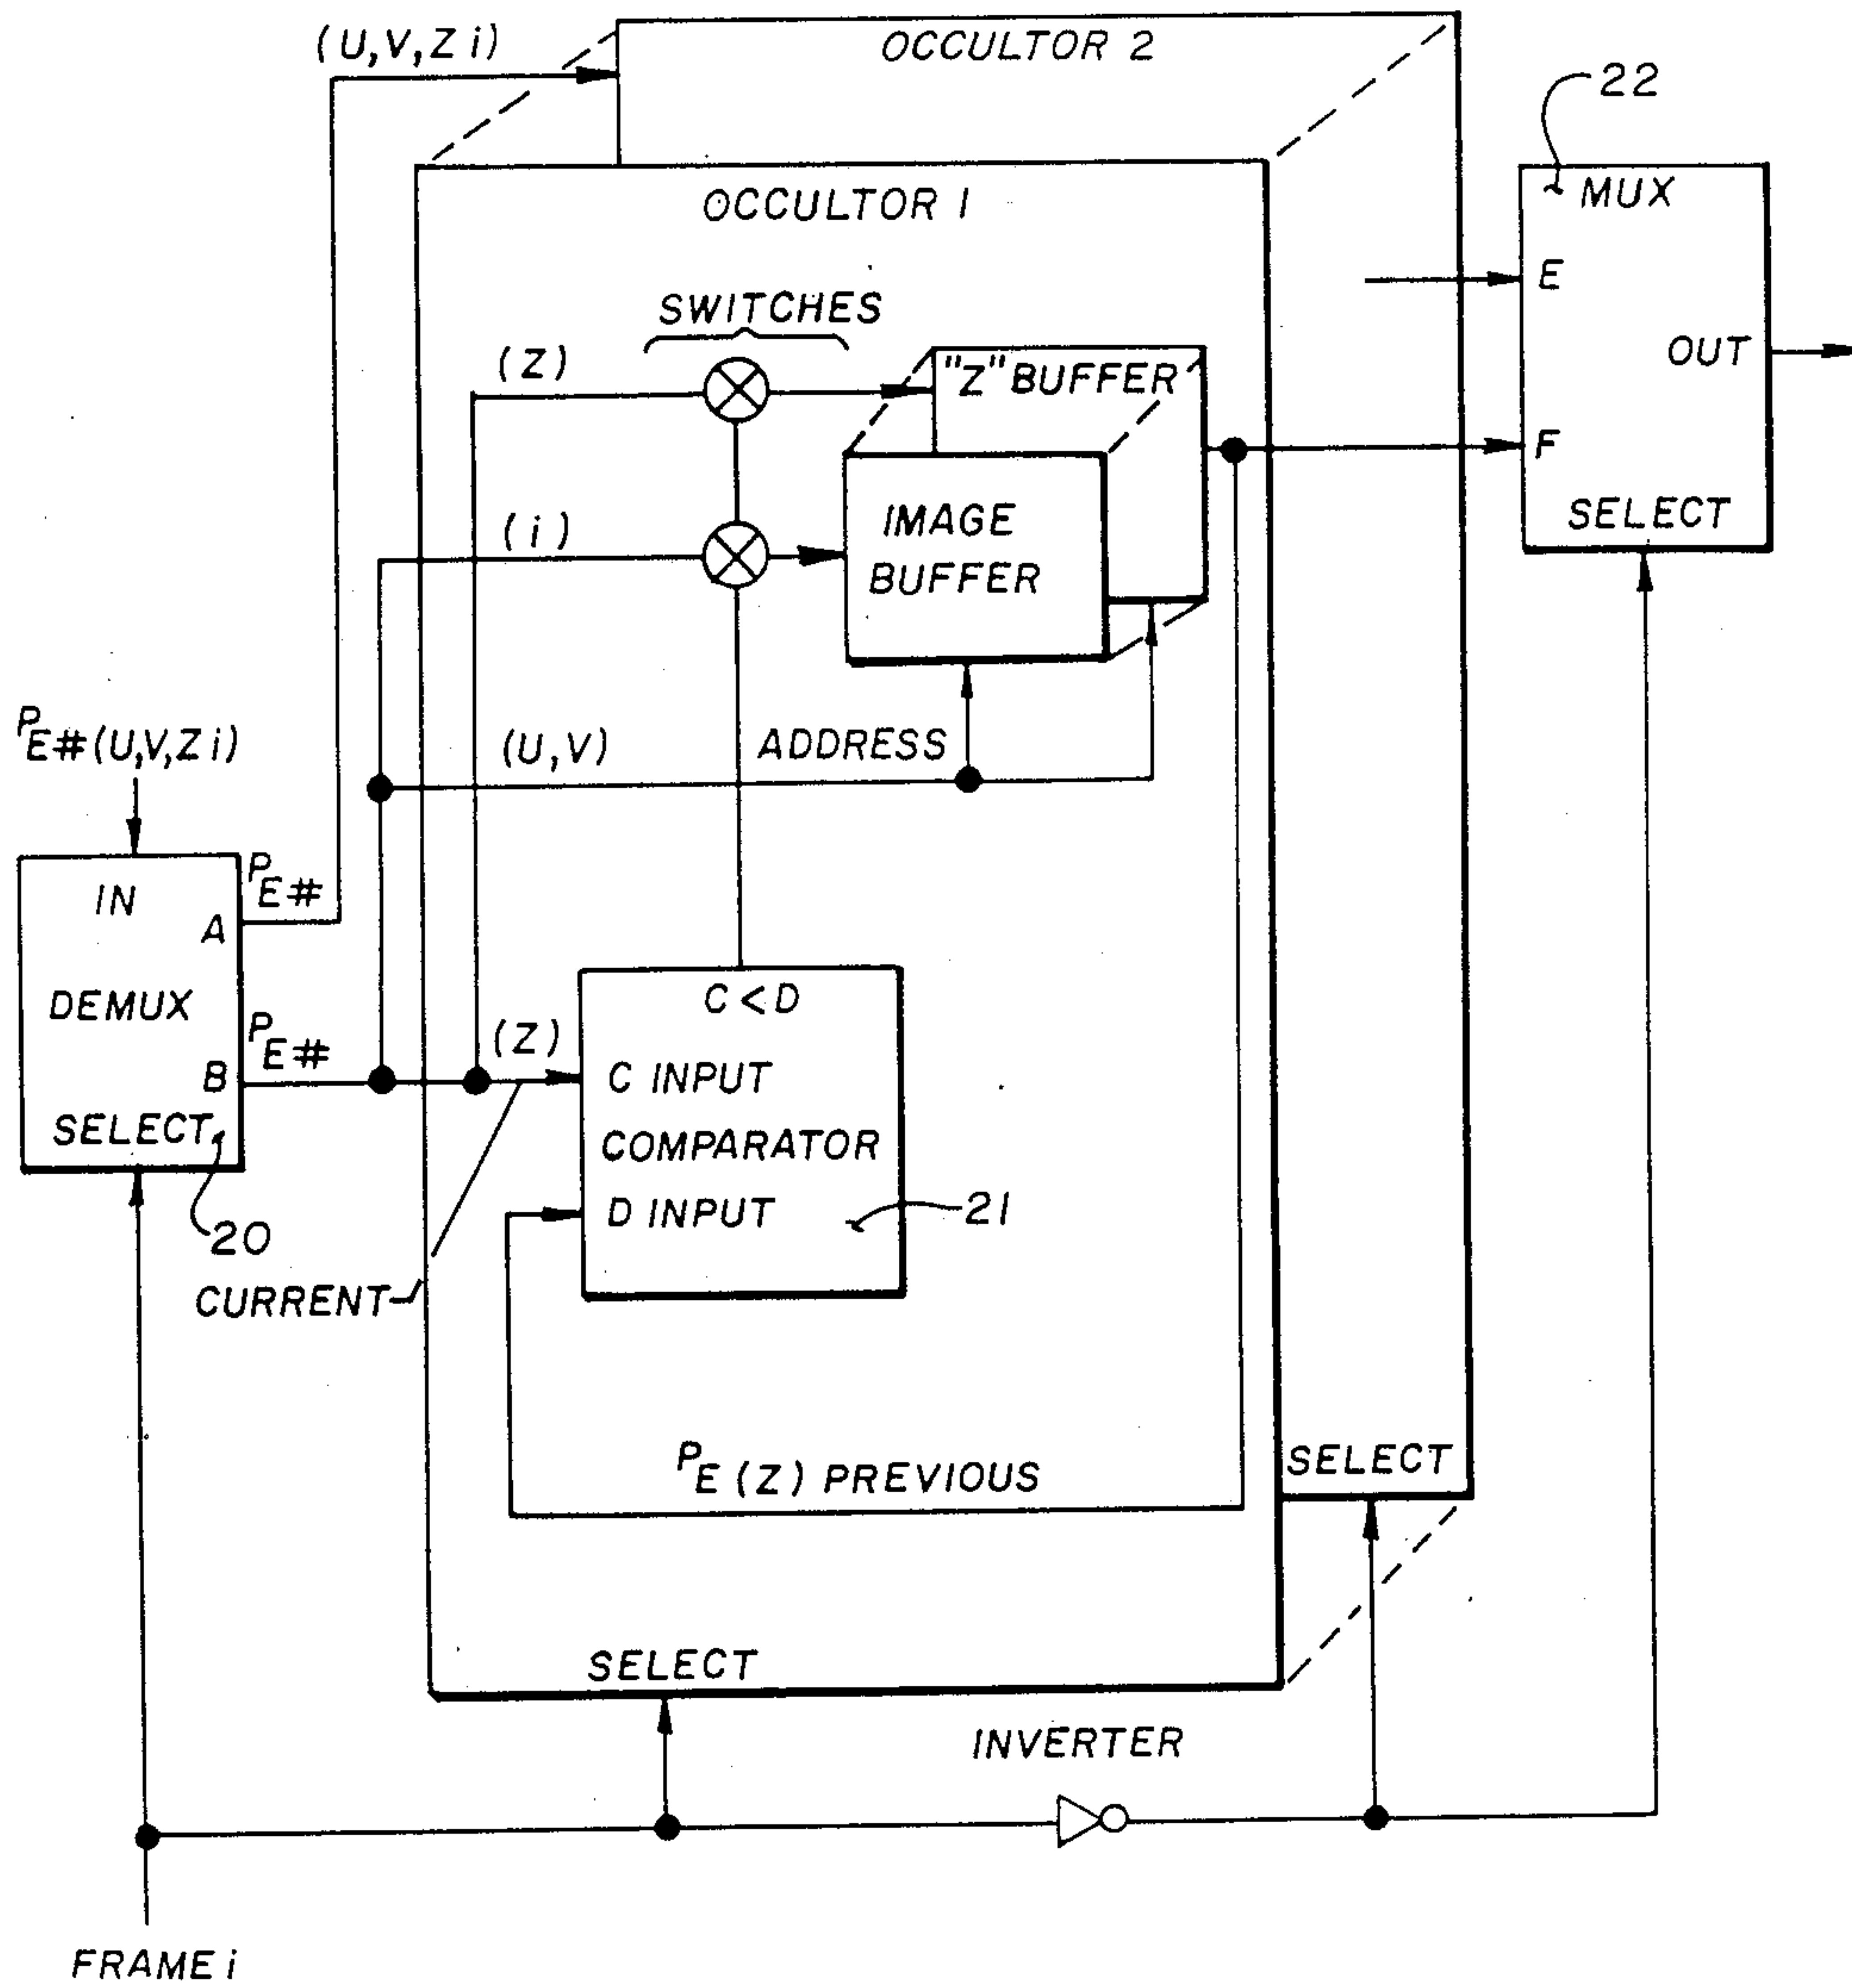 (U,V,Z i)
OCCULTOR 2
22
MUX
OCCULTOR 1
E
SWITCHES
OUT
(Z)
"Z" BUFFER
F
(i)
IMAGE
BUFFER
SELECT
PE#(U,V,Z i)
(U,V)
ADDRESS
IN
PE#
A
DEMUX
C<D
PE#
(Z)
B
C INPUT
SELECT
COMPARATOR
D INPUT
21
20
CURRENT
PE (Z) PREVIOUS
SELECT
SELECT
INVERTER
FRAME i